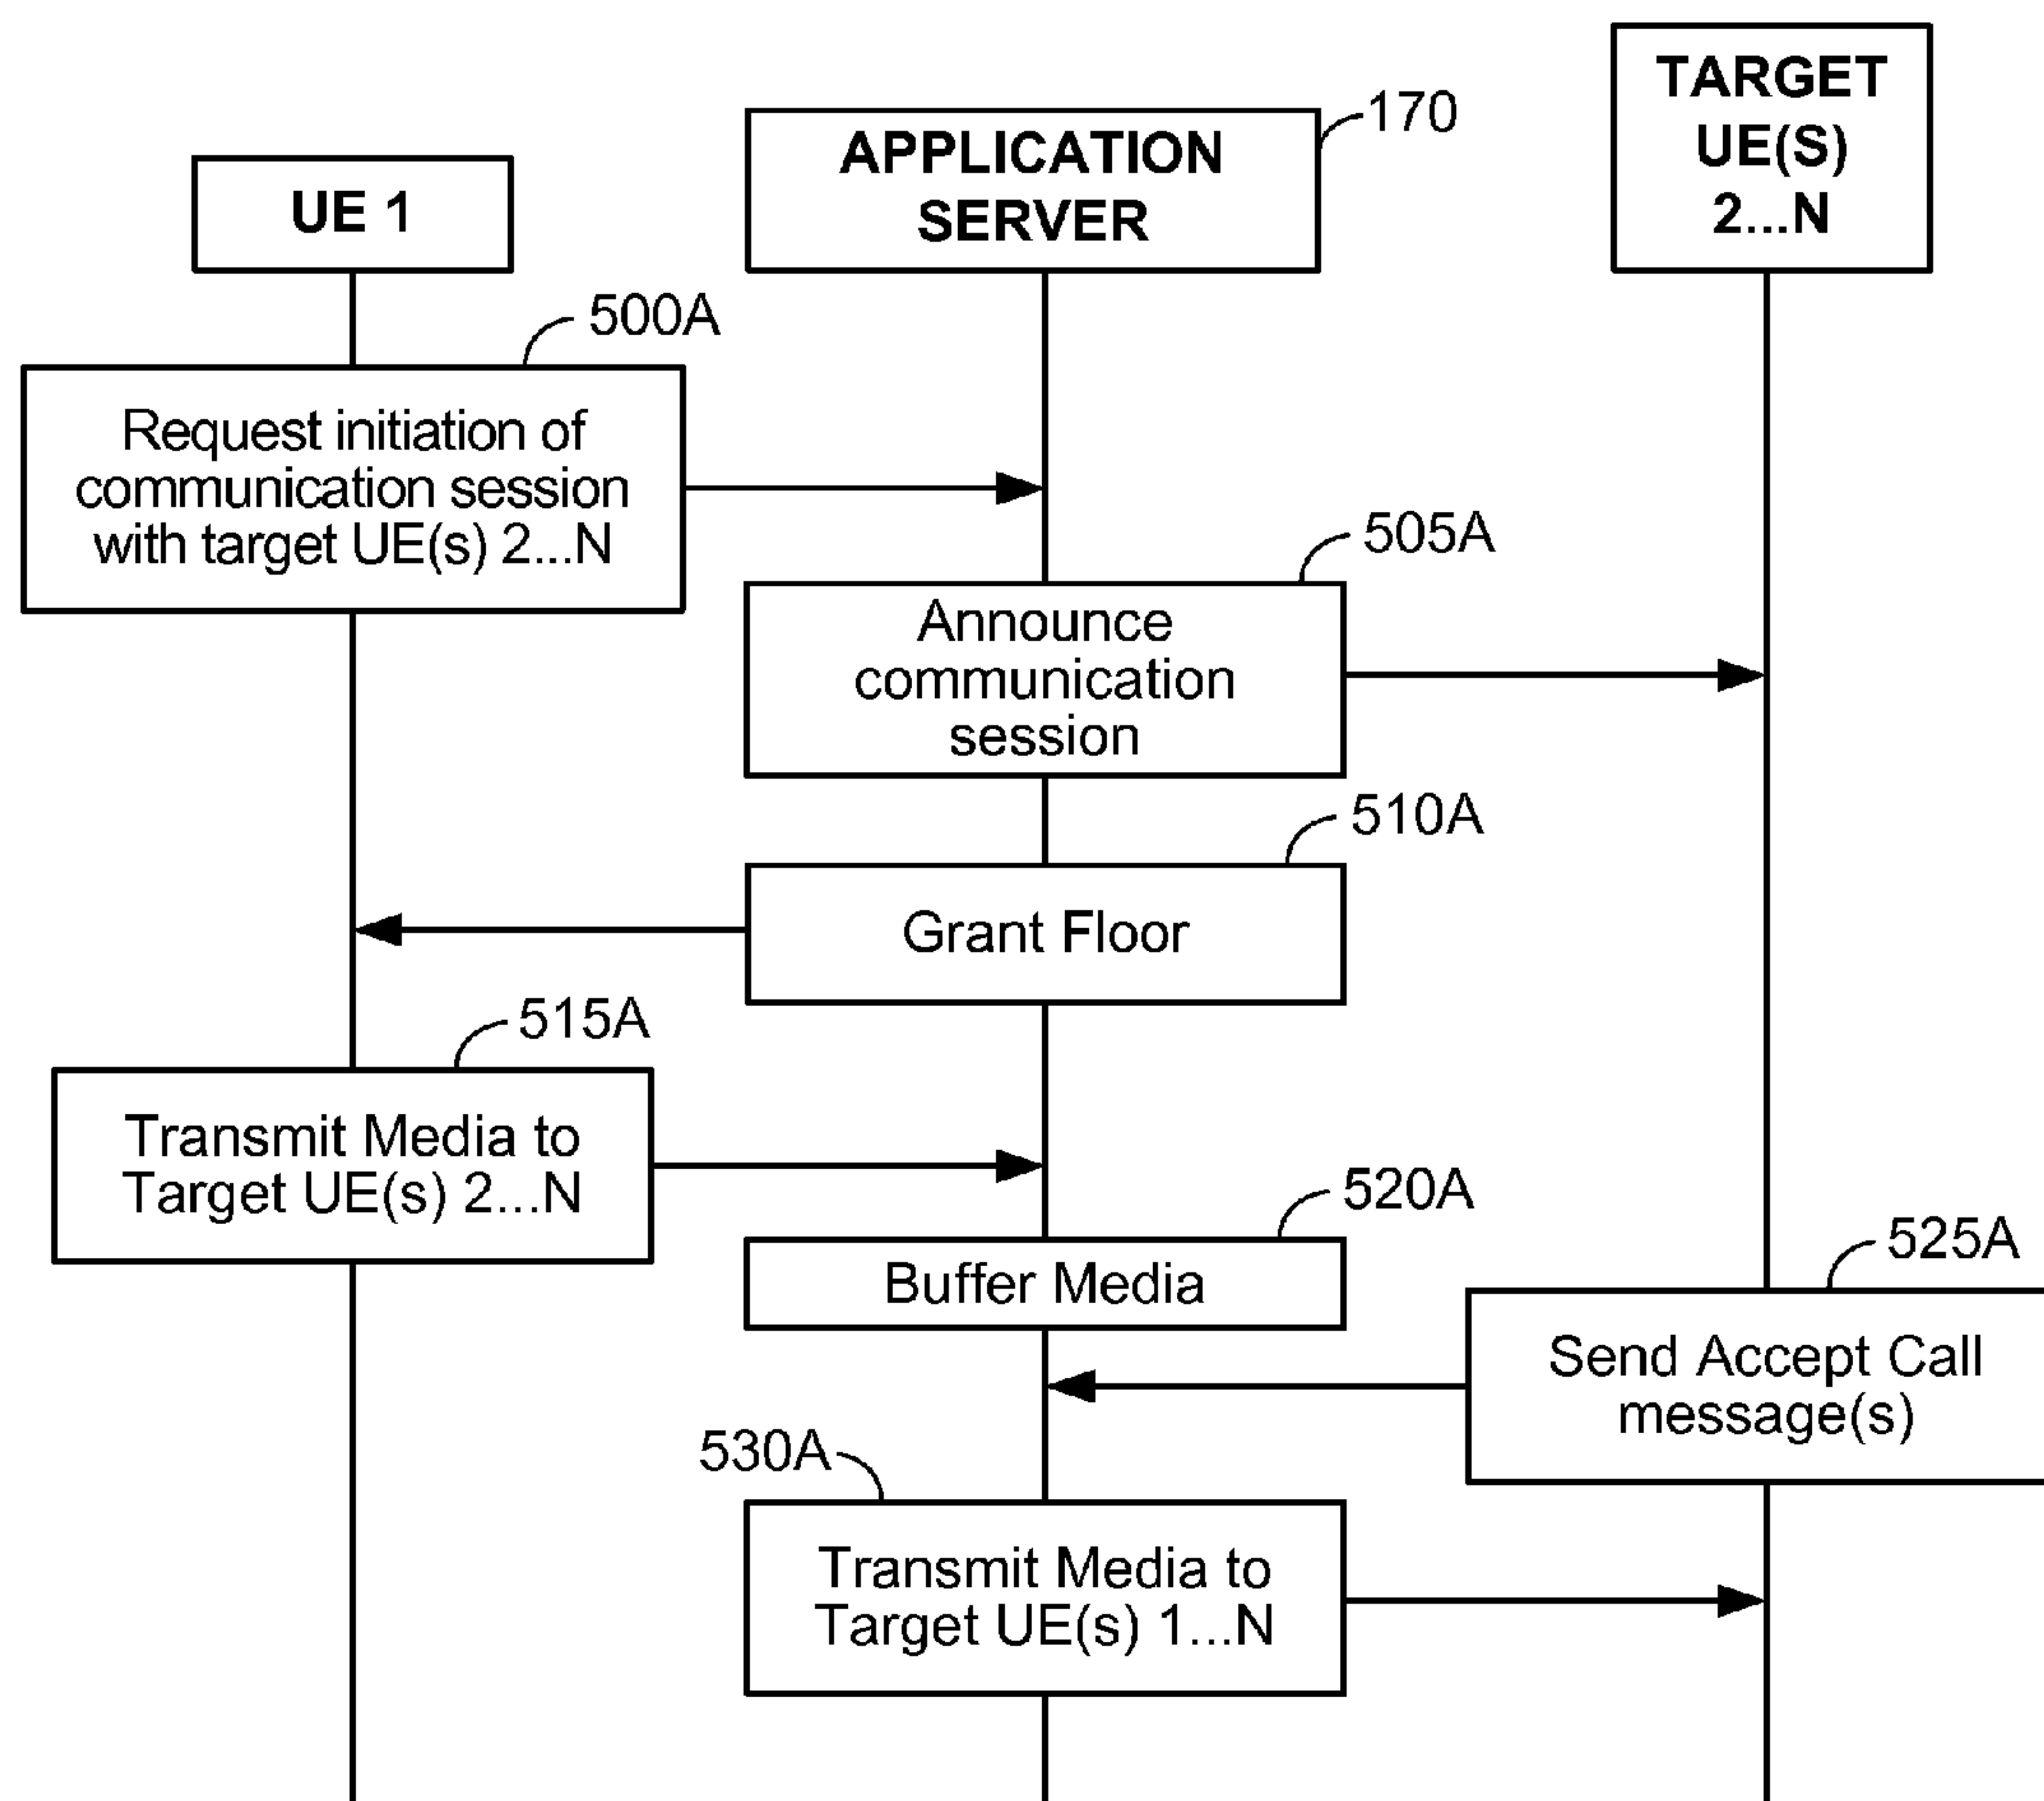 UE 1
APPLICATION
SERVER
170
TARGET
UE(S)
2...N
500A
Request initiation of
communication session
with target UE(s) 2...N
505A
Announce
communication
session
510A
Grant Floor
515A
Transmit Media to
Target UE(s) 2...N
520A
Buffer Media
525A
Send Accept Call
message(s)
530A
Transmit Media to
Target UE(s) 1...N